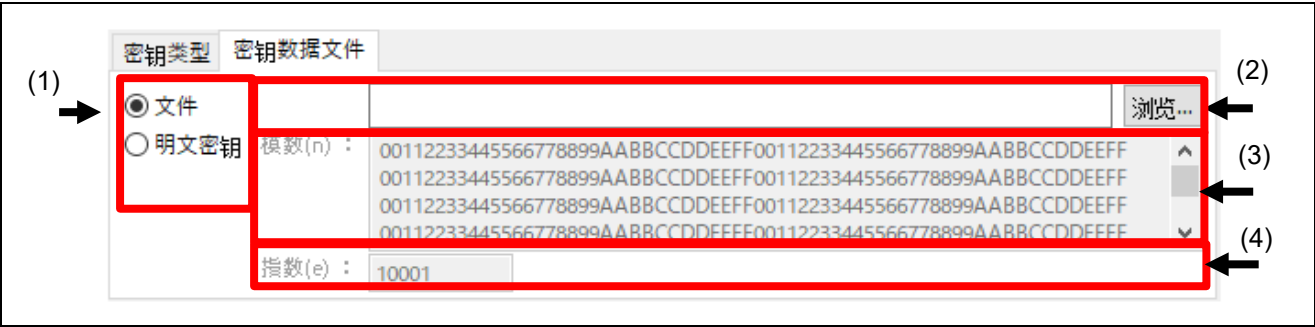 密钥类型 密钥数据文件
(1)
(2)
文件
浏览...
明文密钥
模数(n) :
00112233445566778899AABBCCDDEEFF00112233445566778899AABBCCDDEEFF
00112233445566778899AABBCCDDEEFF00112233445566778899AABBCCDDEEFF
00112233445566778899AABBCCDDEEFF00112233445566778899AABBCCDDEEFF
00112233445566778899AABBCCDDEEFF00112233445566778899AABBCCDDEEFF
(3)
(4)
指数(e) :
10001